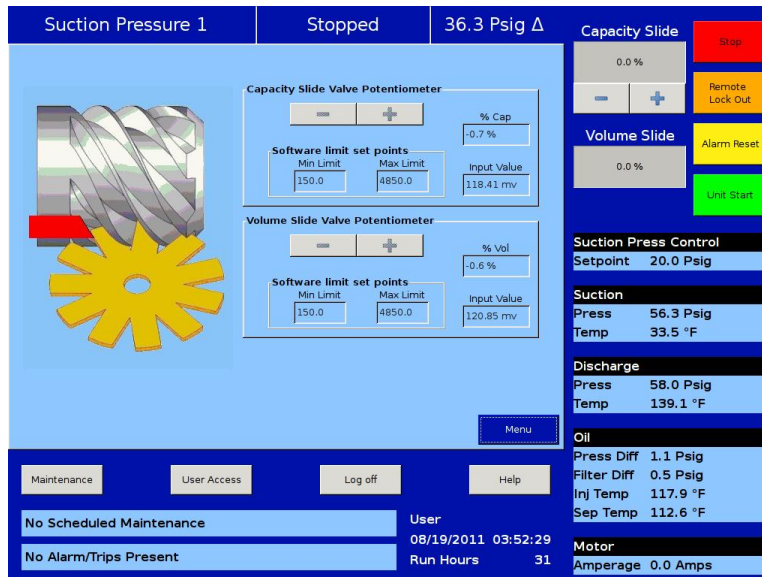 Suction Pressure 1
Stopped
36.3 Psig Δ
Capacity Slide Valve Potentiometer
% Cap
-0.7 %
Software limit set points
Min Limit
Max Limit
150.0
4850.0
Input Value
118.41 mv
Volume Slide Valve Potentiometer
% Vol
-0.6 %
Software limit set points
Min Limit
Max Limit
150.0
4850.0
Input Value
120.85 mv
Menu
Maintenance
User Access
Log off
Help
No Scheduled Maintenance
No Alarm/Trips Present
User
08/19/2011 03:52:29
Run Hours 31
Capacity Slide
0.0 %
Volume Slide
0.0 %
Stop
Remote
Lock Out
Alarm Reset
Unit Start
Suction Press Control
Setpoint 20.0 Psig
Suction
Press 56.3 Psig
Temp 33.5 °F
Discharge
Press 58.0 Psig
Temp 139.1 °F
Oil
Press Diff 1.1 Psig
Filter Diff 0.5 Psig
Inj Temp 117.9 °F
Sep Temp 112.6 °F
Motor
Amperage 0.0 Amps